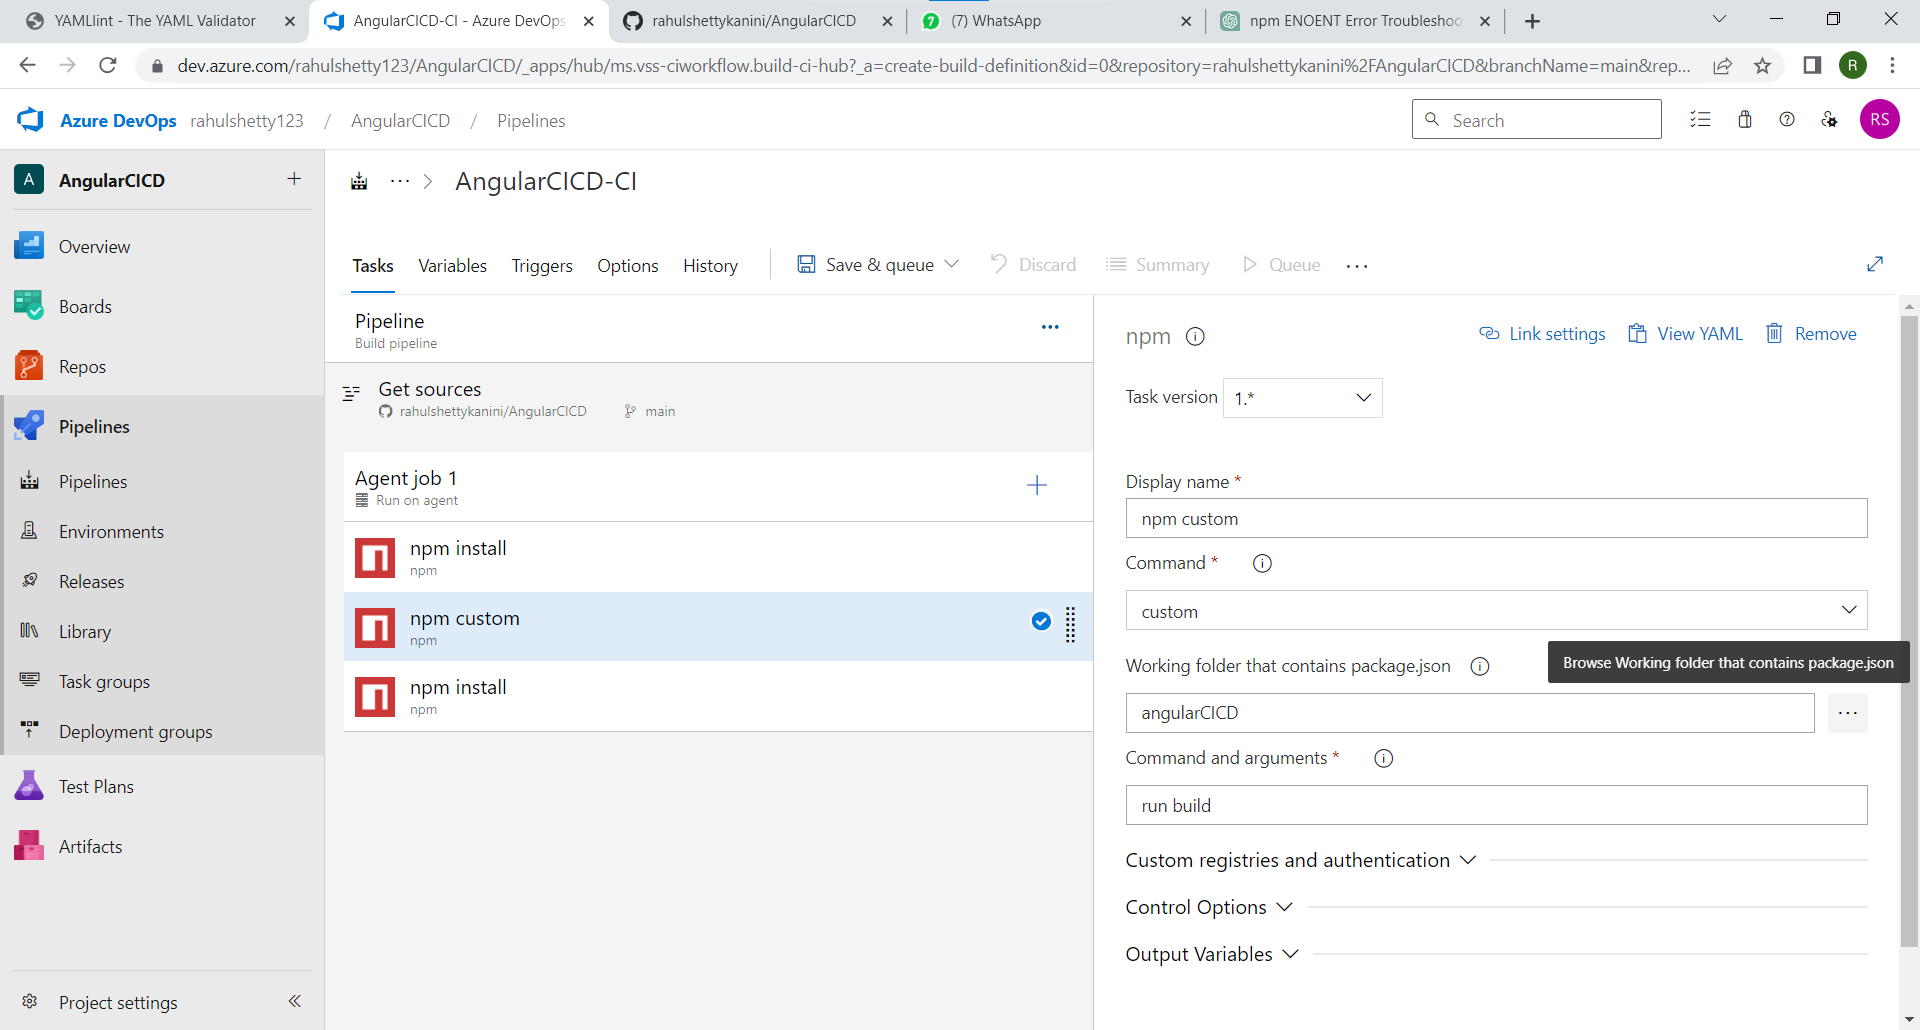 YAMLlint - The YAML Validator
AngularCICD-CI - Azure DevOps
rahulshettykanini/AngularCICD
7 (7) WhatsApp
npm ENOENT Error Troubleshoo
dev.azure.com/rahulshetty123/AngularCICD/_apps/hub/ms.vss-ciworkflow.build-ci-hub?_a=create-build-definition&id=0&repository=rahulshettykanini%2FAngularCICD&branchName=main&rep...
R
Azure DevOps rahulshetty123 / AngularCICD / Pipelines
Search
RS
A AngularCICD
Overview
Boards
Repos
Pipelines
Pipelines
Environments
Releases
Library
Task groups
Deployment groups
Test Plans
Artifacts
Project settings
... > AngularCICD-CI
Tasks Variables Triggers Options History Save & queue Discard Summary Queue ...
Pipeline
Build pipeline
...
Get sources
rahulshettykanini/AngularCICD main
Agent job 1
Run on agent
npm install
npm
npm custom
npm
npm install
npm
npm
Link settings View YAML Remove
Task version 1.*
Display name *
npm custom
Command *
custom
Working folder that contains package.json
Browse Working folder that contains package.json
angularCICD
...
Command and arguments *
run build
Custom registries and authentication
Control Options
Output Variables